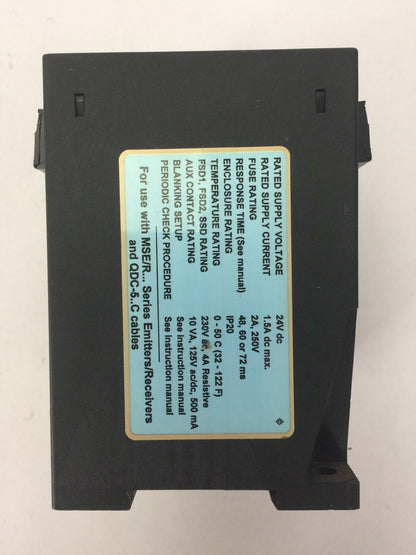 RATED SUPPLY VOLTAGE 24V dc
RATED SUPPLY CURRENT 1.5A dc max.
FUSE RATING 2A, 250V
RESPONSE TIME (See manual) 48, 60 or 72 ms
ENCLOSURE RATING IP20
TEMPERATURE RATING 0 - 50 C (32 - 122 F)
FSD1, FSD2, SSD RATING 230V ac, 4A Resistive
AUX CONTACT RATING 10 VA, 125V ac/dc, 500 mA
BLANKING SETUP See instruction manual
PERIODIC CHECK PROCEDURE See instruction manual
For use with MSE/R... Series Emitters/Receivers
and QDC-5..C cables